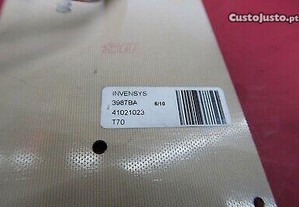 CustoJusto.pt
INVENSYS
3987BA 6/10
41021023
T70